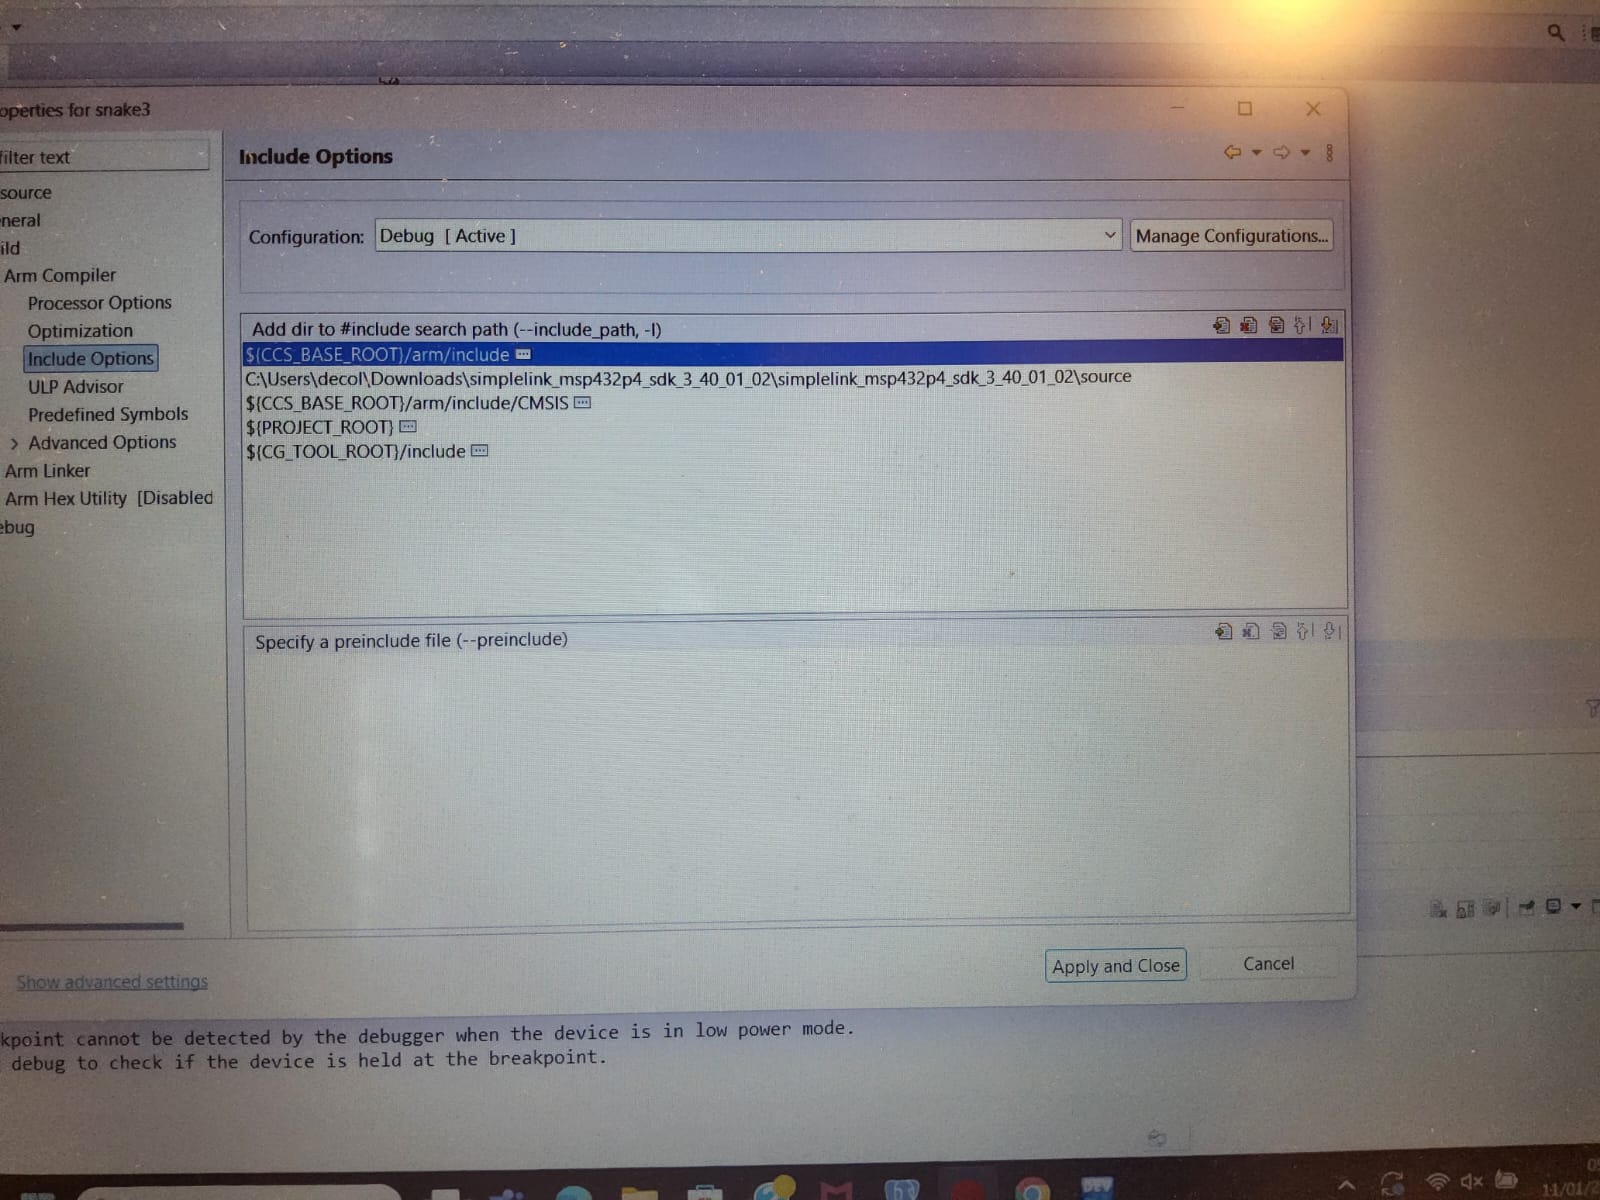 operties for snake3
filter text
source
neral
ild
Arm Compiler
Processor Options
Optimization
Include Options
ULP Advisor
Predefined Symbols
> Advanced Options
Arm Linker
Arm Hex Utility [Disabled
ebug
Show advanced settings
Include Options
Configuration: Debug [ Active ] Manage Configurations...
Add dir to #include search path (--include_path, -I)
${CCS_BASE_ROOT}/arm/include
C:\Users\decol\Downloads\simplelink_msp432p4_sdk_3_40_01_02\simplelink_msp432p4_sdk_3_40_01_02\source
${CCS_BASE_ROOT}/arm/include/CMSIS
${PROJECT_ROOT}
${CG_TOOL_ROOT}/include
Specify a preinclude file (--preinclude)
Apply and Close Cancel
kpoint cannot be detected by the debugger when the device is in low power mode.
debug to check if the device is held at the breakpoint.
DEV
11/01/2